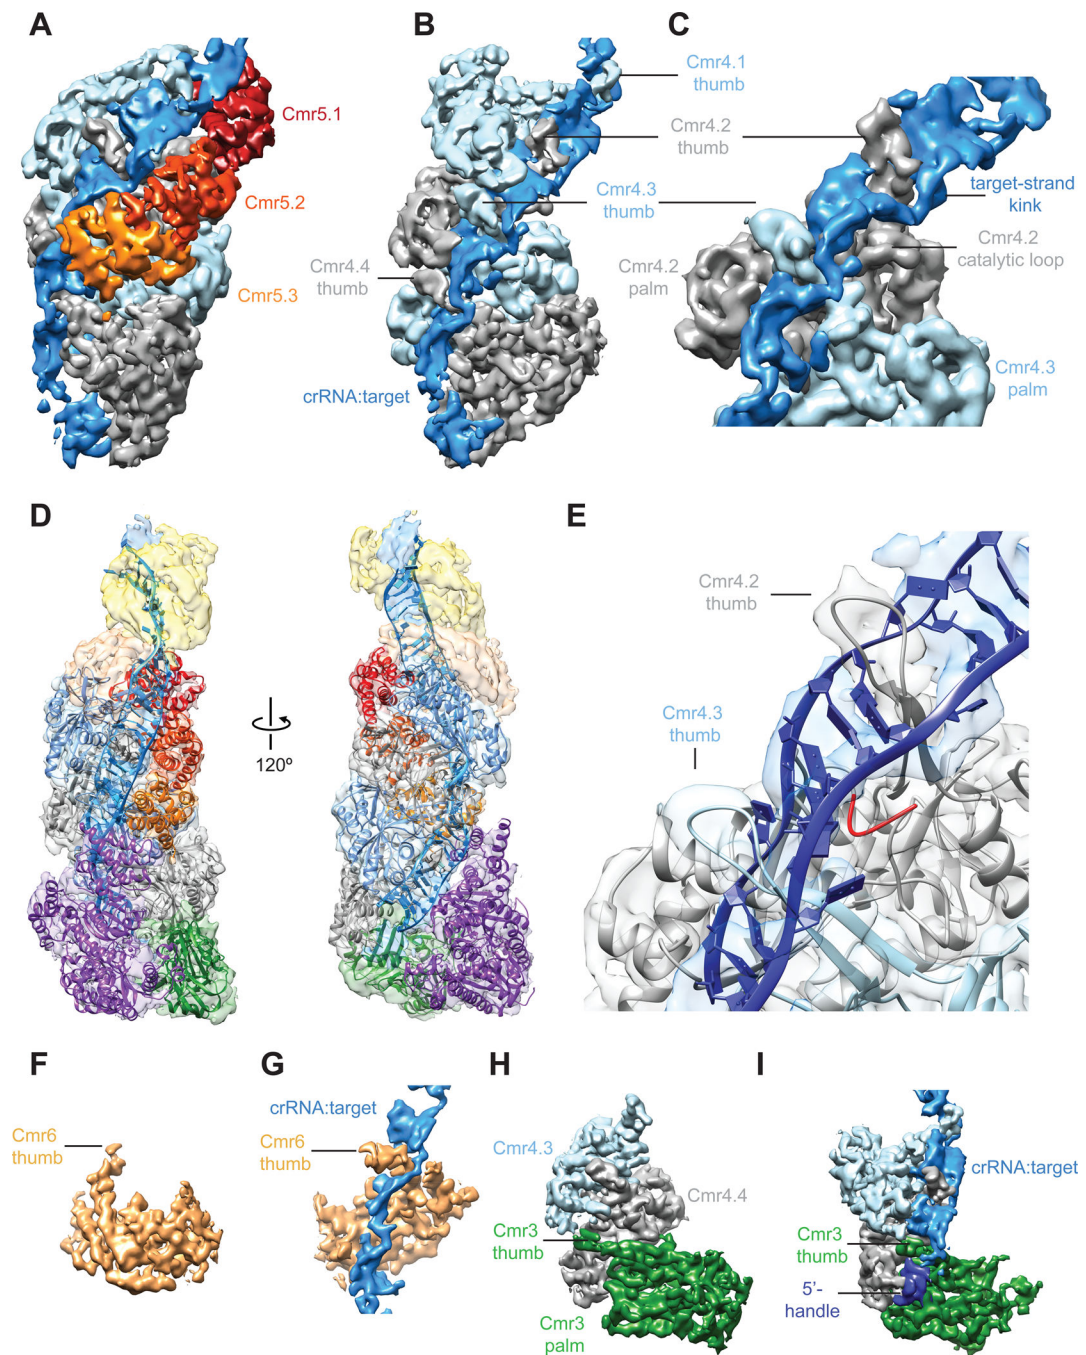 A
B
C
Cmr5.1
Cmr5.2
Cmr5.3
Cmr4.1
thumb
Cmr4.2
thumb
Cmr4.3
thumb
Cmr4.4
thumb
Cmr4.2
palm
crRNA:target
target-strand
kink
Cmr4.2
catalytic loop
Cmr4.3
palm
D
120º
E
Cmr4.2
thumb
Cmr4.3
thumb
F
Cmr6
thumb
G
crRNA:target
Cmr6
thumb
H
Cmr4.3
Cmr4.4
Cmr3
thumb
Cmr3
palm
I
crRNA:target
Cmr3
thumb
5’-
handle